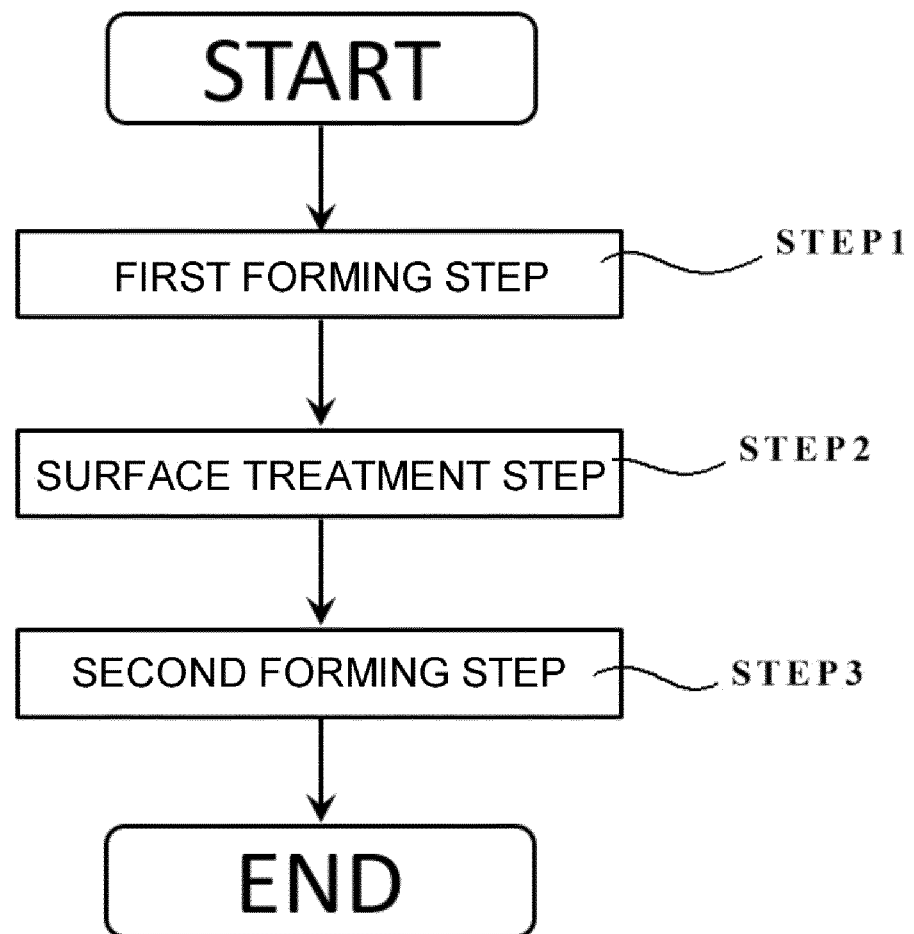 START
FIRST FORMING STEP
STEP1
SURFACE TREATMENT STEP
STEP2
SECOND FORMING STEP
STEP3
END